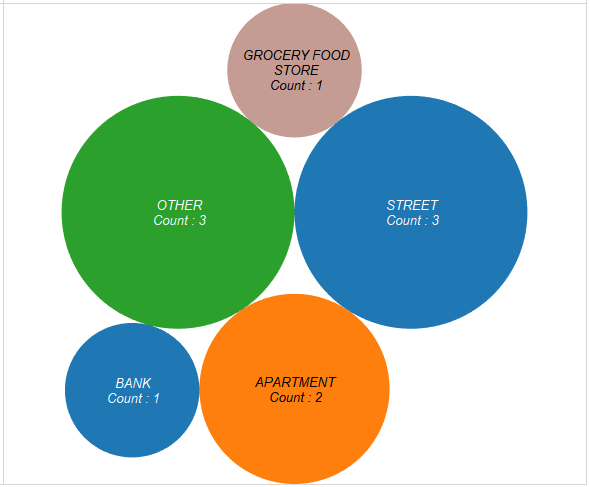 GROCERY FOOD
STORE
Count : 1
OTHER
Count : 3
STREET
Count : 3
BANK
Count : 1
APARTMENT
Count : 2